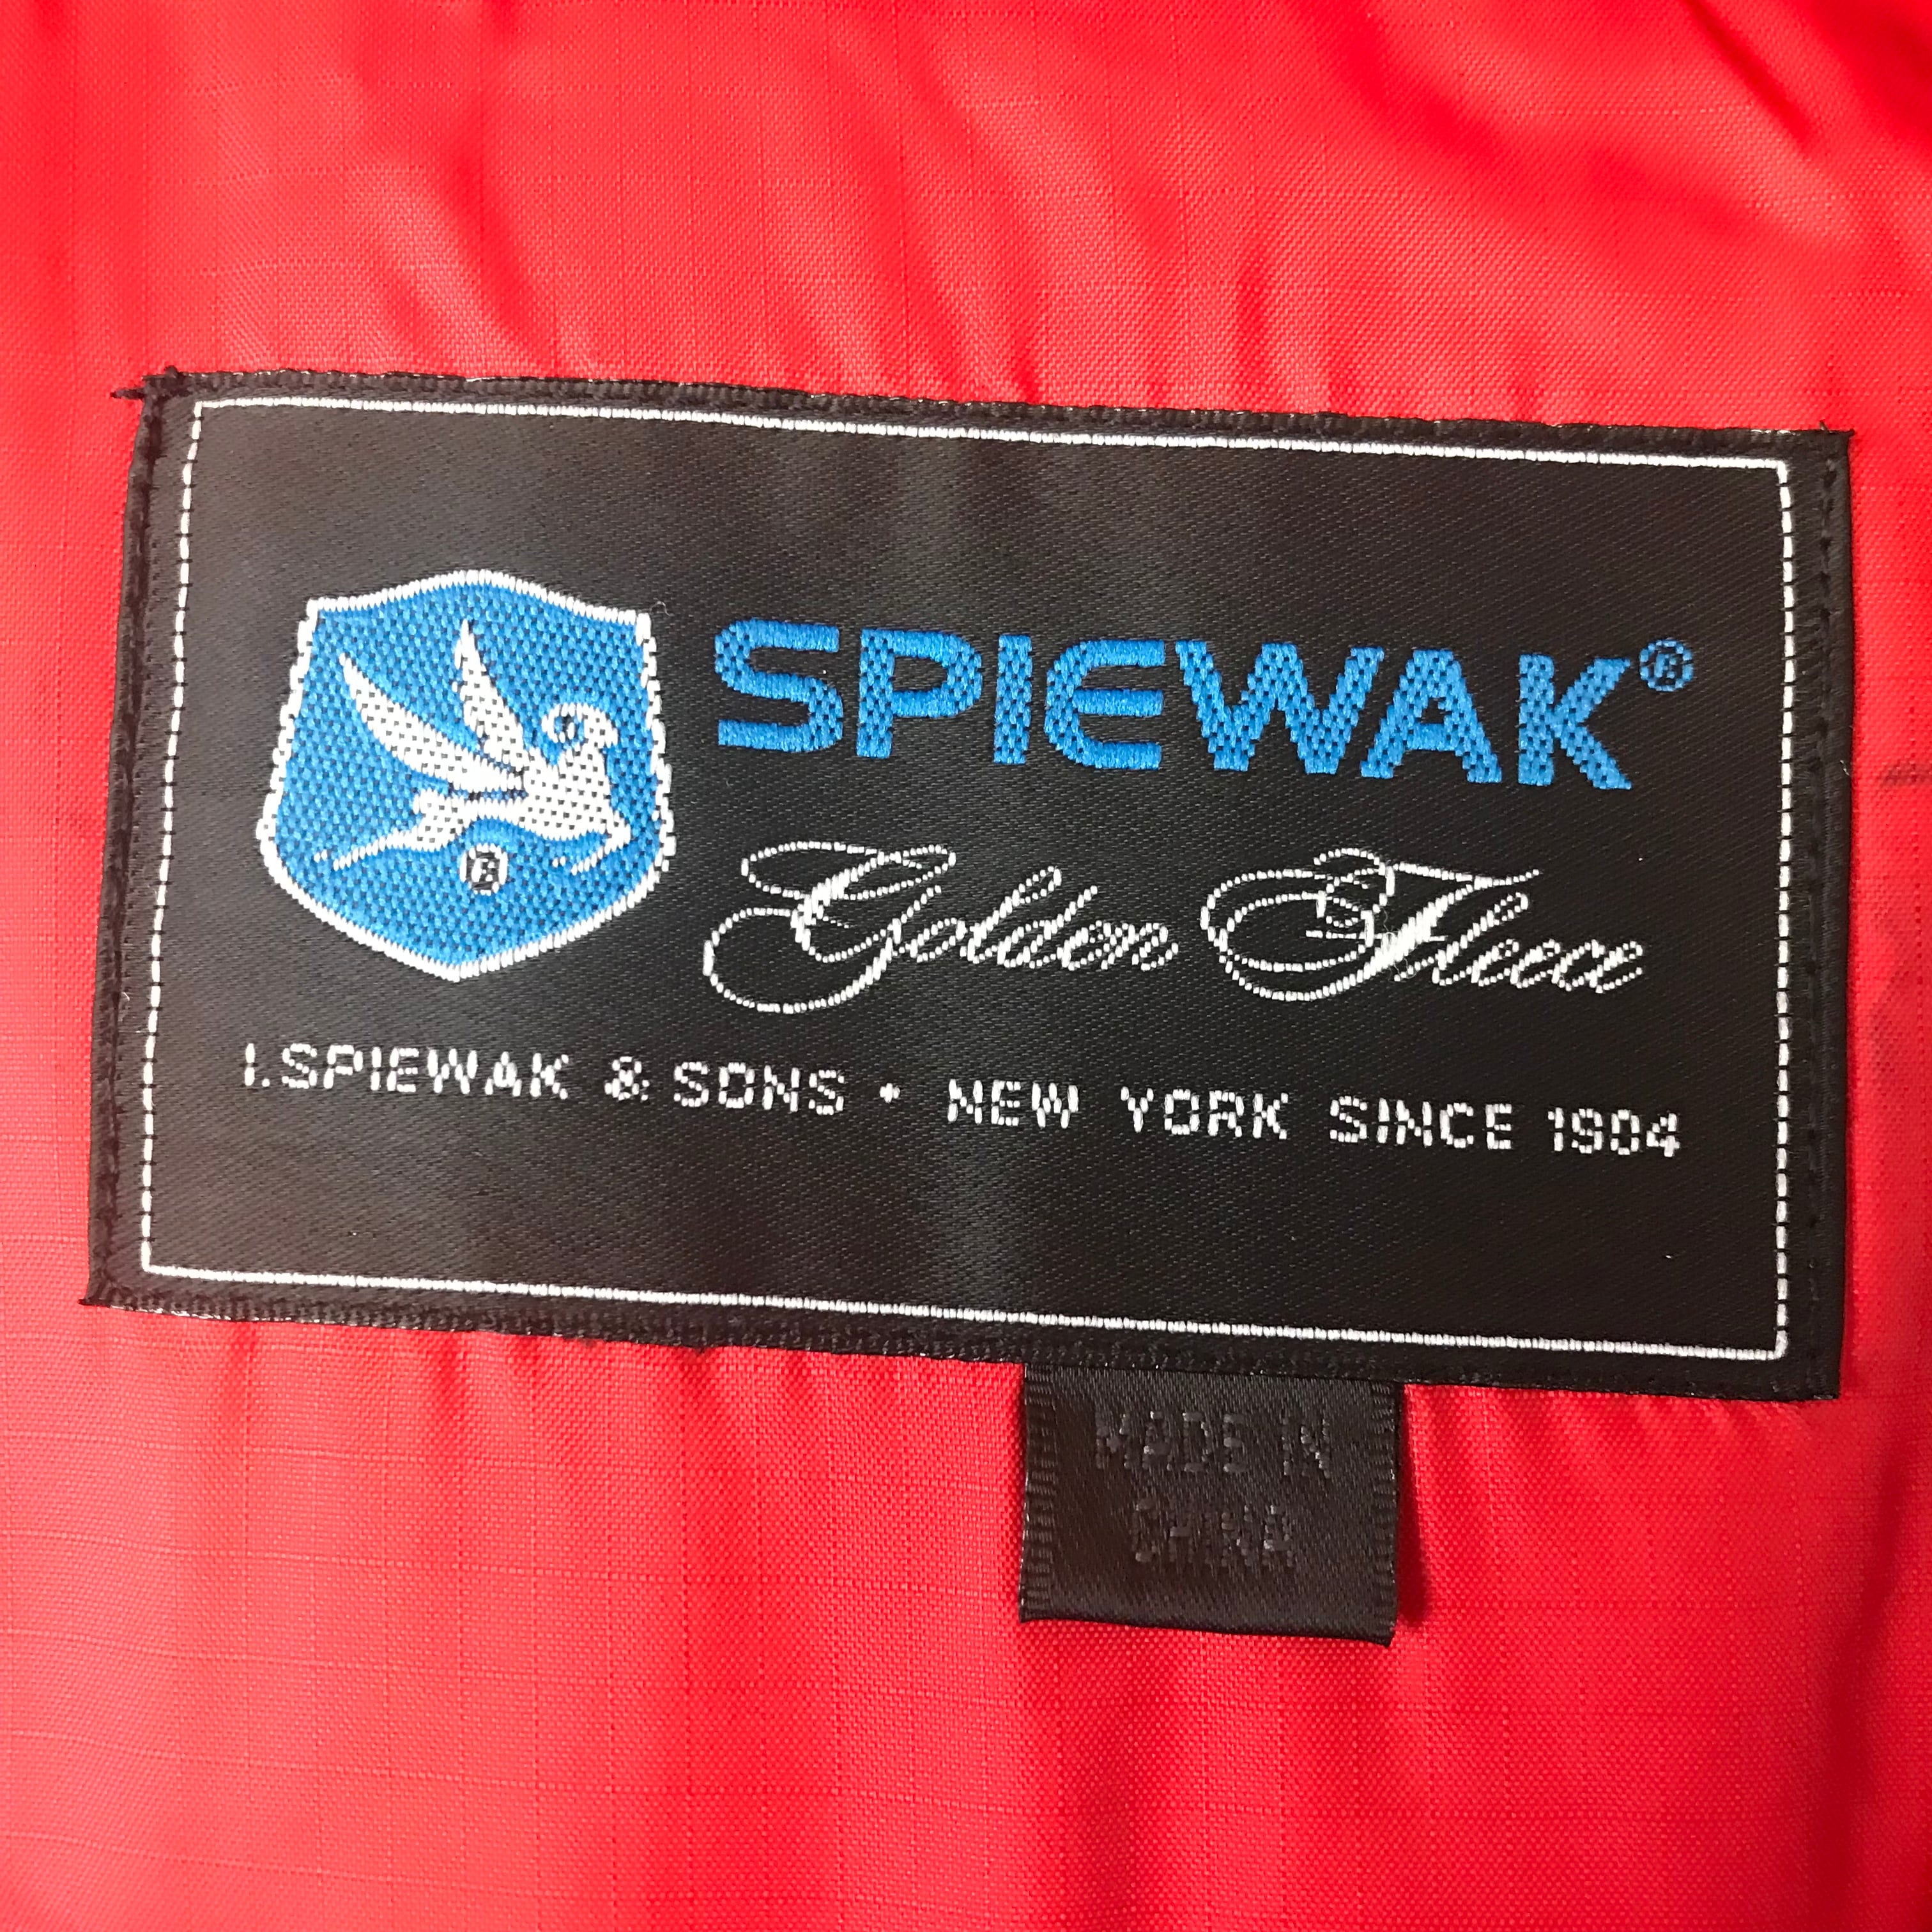 SPIEWAK®
Golden Fleece
®
I.SPIEWAK & SONS • NEW YORK SINCE 1904
MADE IN
CHINA